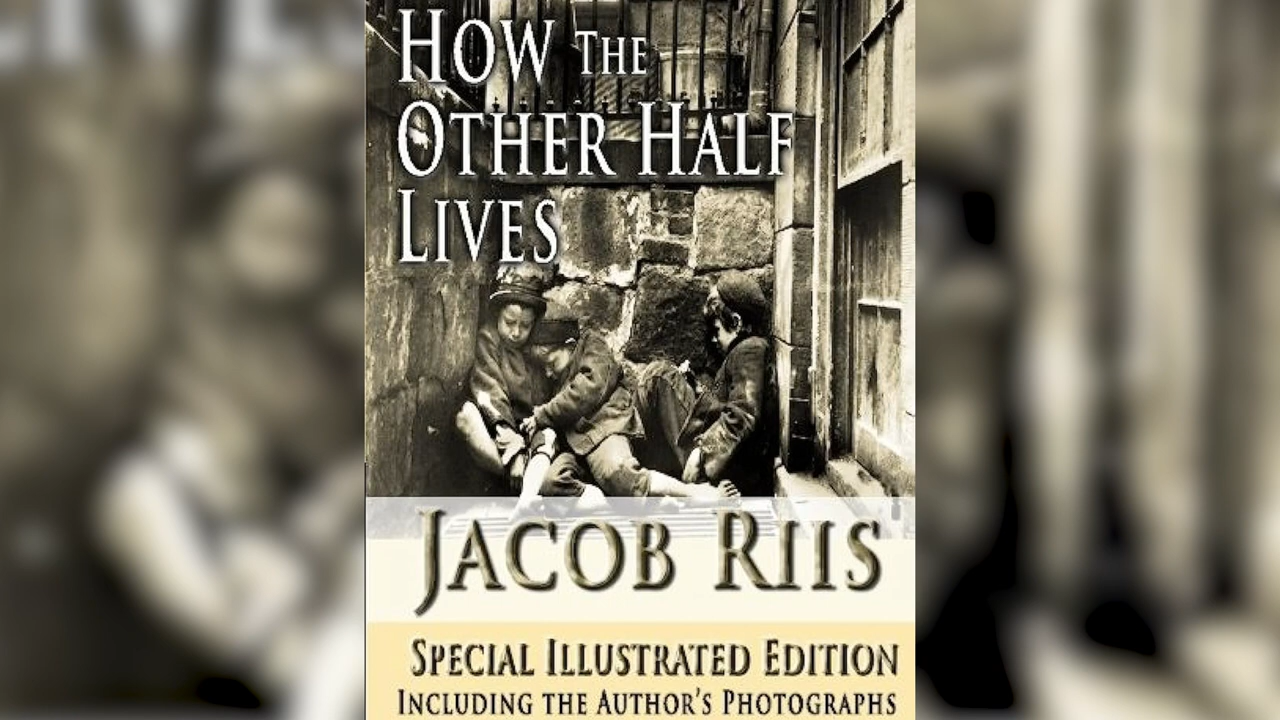 How The
Other Half
Lives
Jacob Riis
Special Illustrated Edition
Including the Author's Photographs